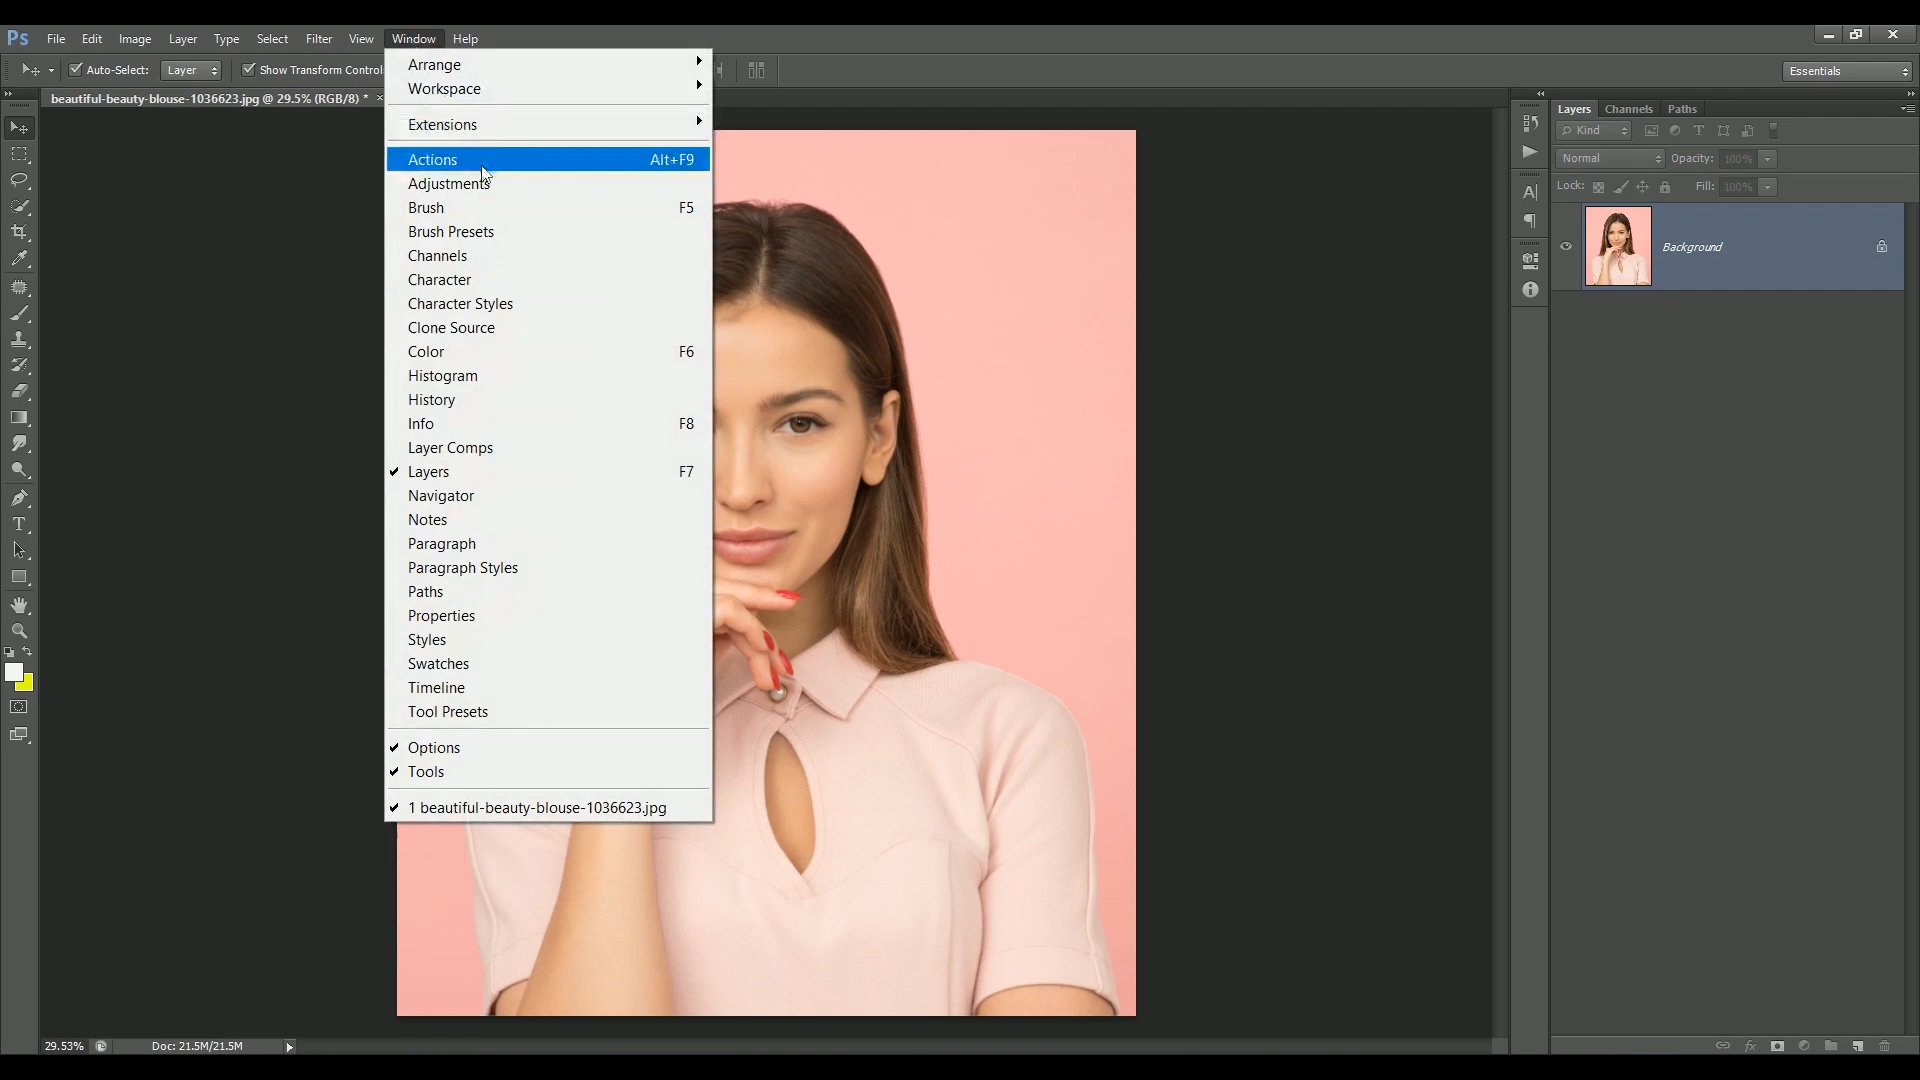 Ps File Edit Image Layer Type Select Filter View Window Help
Auto-Select: Layer Show Transform Control
Essentials
beautiful-beauty-blouse-1036623.jpg @ 29.5% (RGB/8) * ×
Arrange
Workspace
Extensions
Actions Alt+F9
Adjustments
Brush F5
Brush Presets
Channels
Character
Character Styles
Clone Source
Color F6
Histogram
History
Info F8
Layer Comps
Layers F7
Navigator
Notes
Paragraph
Paragraph Styles
Paths
Properties
Styles
Swatches
Timeline
Tool Presets
Options
Tools
1 beautiful-beauty-blouse-1036623.jpg
Layers Channels Paths
Kind
Normal Opacity: 100%
Lock: Fill: 100%
Background
29.53% Doc: 21.5M/21.5M